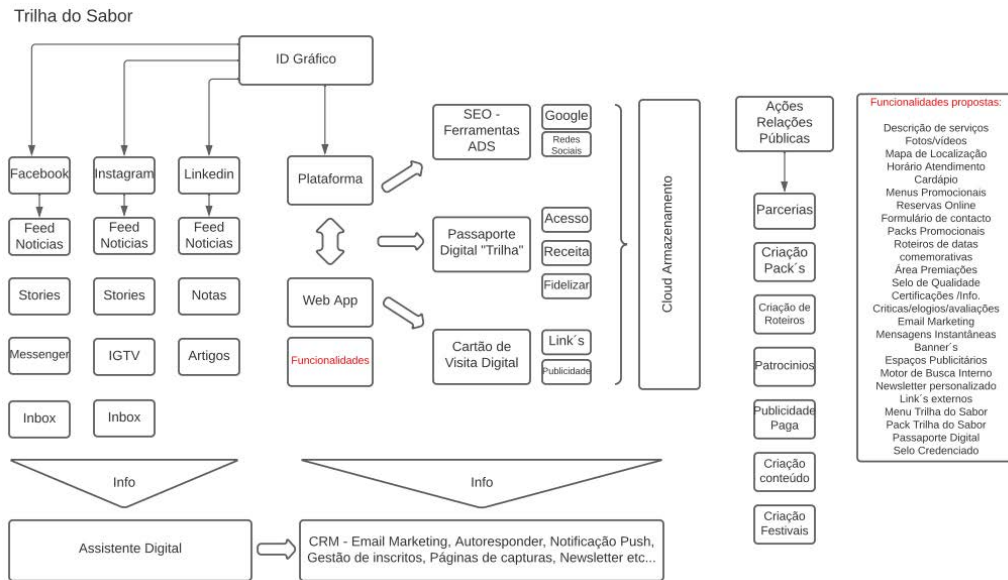 Trilha do Sabor
ID Gráfico
Facebook
Instagram
Linkedin
Feed
Noticias
Feed
Noticias
Feed
Noticias
Stories
Stories
Notas
Messenger
IGTV
Artigos
Inbox
Inbox
Plataforma
Web App
Funcionalidades
SEO -
Ferramentas
ADS
Google
Redes
Sociais
Passaporte
Digital "Trilha"
Acesso
Receita
Fidelizar
Cartão de
Visita Digital
Link´s
Publicidade
Cloud Armazenamento
Info
Info
Assistente Digital
CRM - Email Marketing, Autoresponder, Notificação Push,
Gestão de inscritos, Páginas de capturas, Newsletter etc...
Ações
Relações
Públicas
Parcerias
Criação
Pack´s
Criação de
Roteiros
Patrocinios
Publicidade
Paga
Criação
conteúdo
Criação
Festivais
Funcionalidades propostas:
Descrição de serviços
Fotos/vídeos
Mapa de Localização
Horário Atendimento
Cardápio
Menus Promocionais
Reservas Online
Formulário de contacto
Packs Promocionais
Roteiros de datas
comemorativas
Área Premiações
Selo de Qualidade
Certificações /Info.
Criticas/elogios/avaliações
Email Marketing
Mensagens Instantâneas
Banner´s
Espaços Publicitários
Motor de Busca Interno
Newsletter personalizado
Link´s externos
Menu Trilha do Sabor
Pack Trilha do Sabor
Passaporte Digital
Selo Credenciado